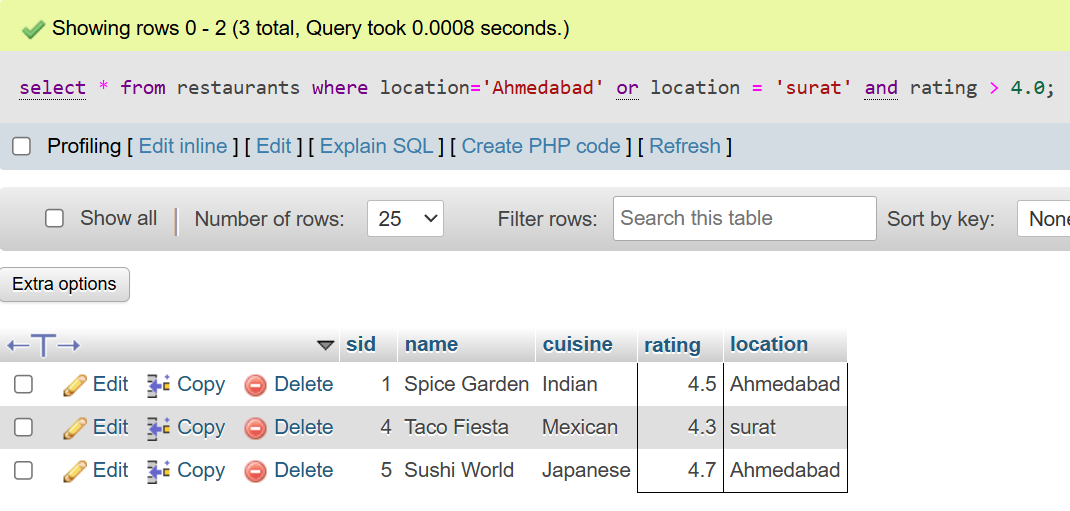 Showing rows 0 - 2 (3 total, Query took 0.0008 seconds.)
select * from restaurants where location='Ahmedabad' or location = 'surat' and rating > 4.0;
Profiling [ Edit inline ] [ Edit ] [ Explain SQL ] [ Create PHP code ] [ Refresh ]
Show all | Number of rows: 25 Filter rows: Search this table Sort by key: None
Extra options
sid name cuisine rating location
Edit Copy Delete 1 Spice Garden Indian 4.5 Ahmedabad
Edit Copy Delete 4 Taco Fiesta Mexican 4.3 surat
Edit Copy Delete 5 Sushi World Japanese 4.7 Ahmedabad